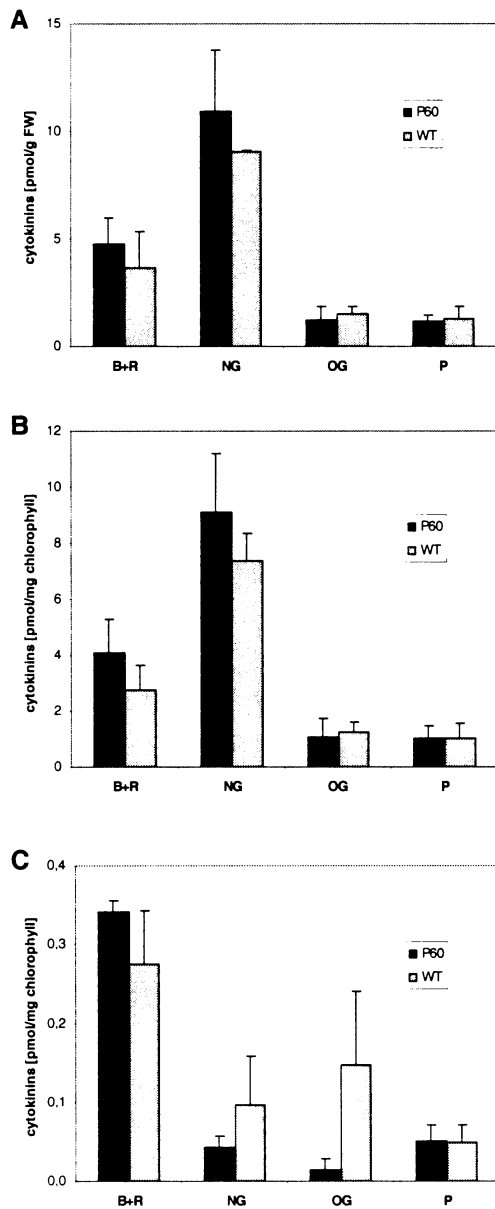 A
cytokinins [pmol/g FW]
15
10
5
0
P60
WT
B+R NG OG P
B
cytokinins [pmol/mg chlorophyll]
12
10
8
6
4
2
0
P60
WT
B+R NG OG P
C
cytokinins [pmol/mg chlorophyll]
0,4
0,3
0,2
0,1
0,0
P60
WT
B+R NG OG P